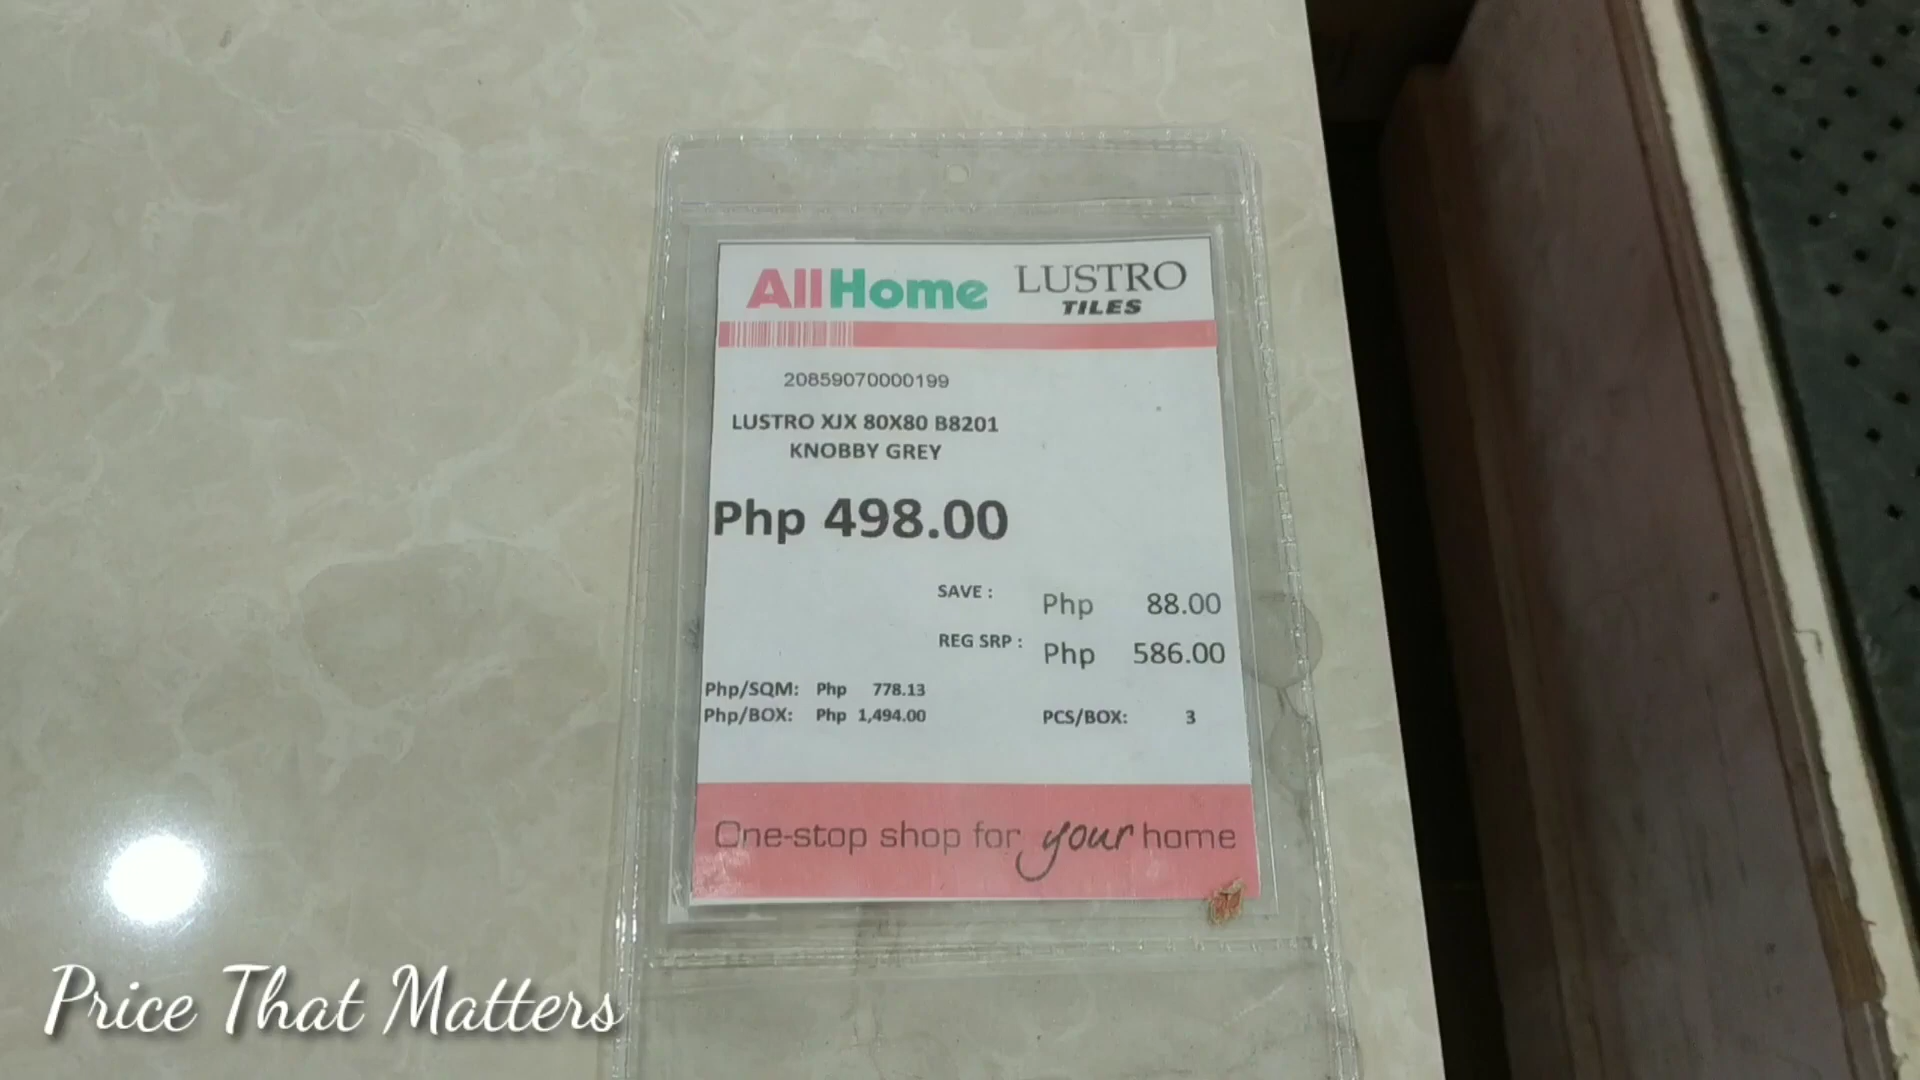 AllHome LUSTRO
TILES
20859070000199
LUSTRO XJX 80X80 B8201
KNOBBY GREY
Php 498.00
SAVE : Php 88.00
REG SRP : Php 586.00
Php/SQM: Php 778.13
Php/BOX: Php 1,494.00 PCS/BOX: 3
One-stop shop for your home
Price That Matters